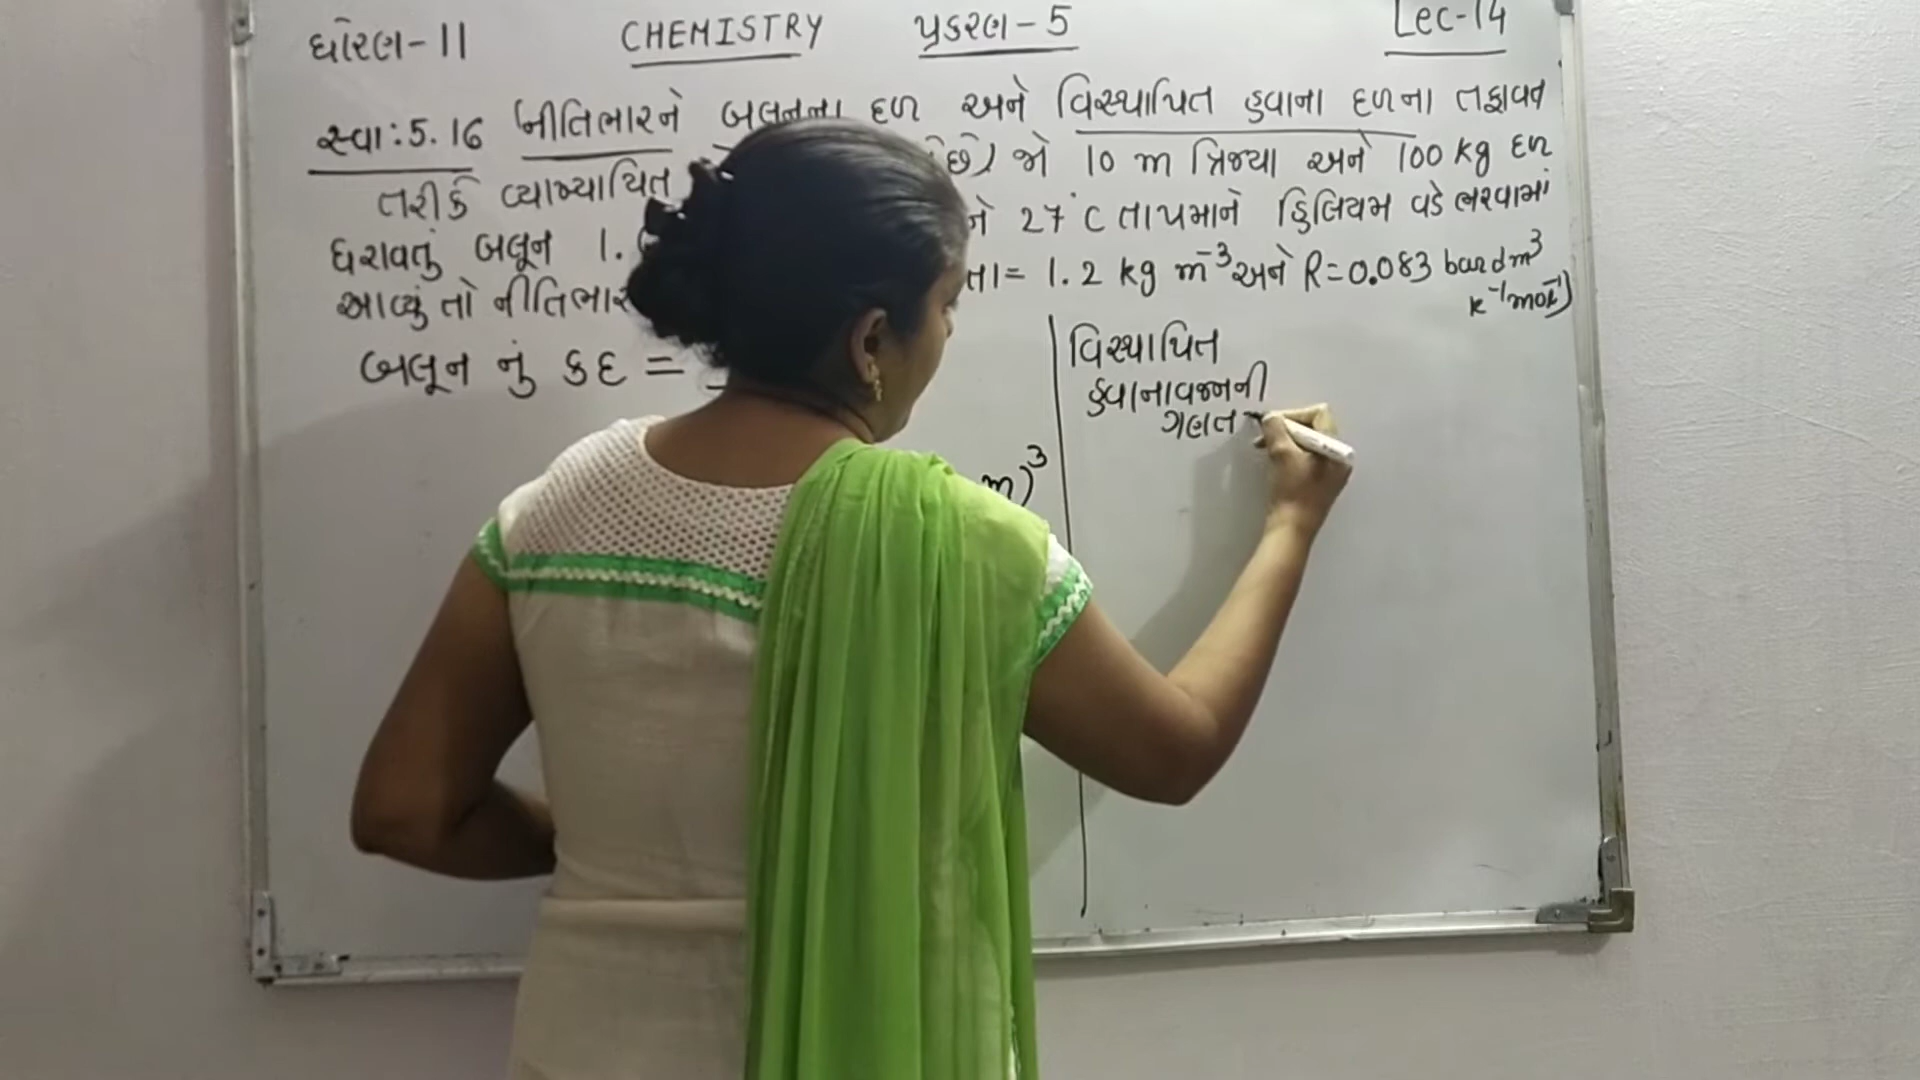 ધોરણ-11 CHEMISTRY પ્રકરણ-5 Lec-14
સ્વા:5.16 નીતિભારને બલૂનના દળ અને વિસ્થાપિત હવાના દળના તફાવત
તરીકે વ્યાખ્યાયિત છે) જો 10 m ત્રિજ્યા અને 100 kg દળ
ધરાવતું બલૂન 1. 27°C તાપમાને હિલિયમ વડે ભરવામાં
આવ્યું તો નીતિભાર = 1.2 kg m⁻³ અને R=0.083 bar dm³
K⁻¹mol⁻¹)
બલૂન નું કદ =
m)³
વિસ્થાપિત
હવાનાવજનની
ગણત